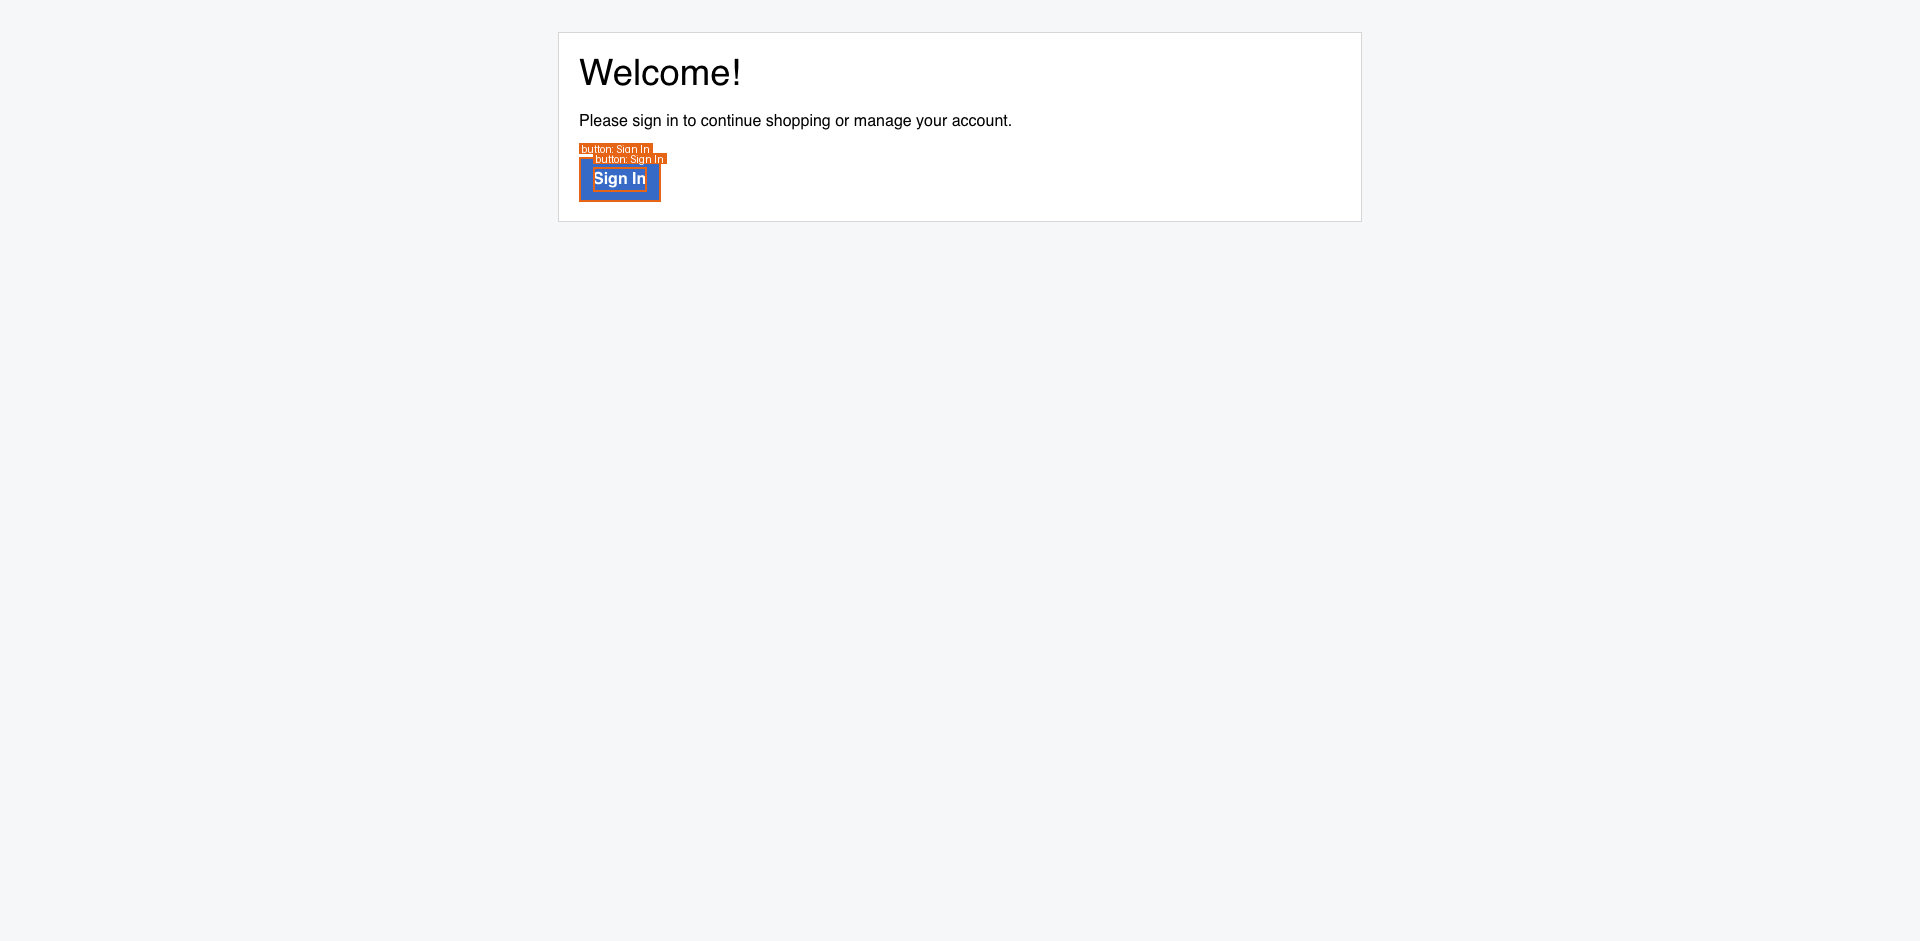 Welcome!
Please sign in to continue shopping or manage your account.
button: Sign In
button: Sign In
Sign In